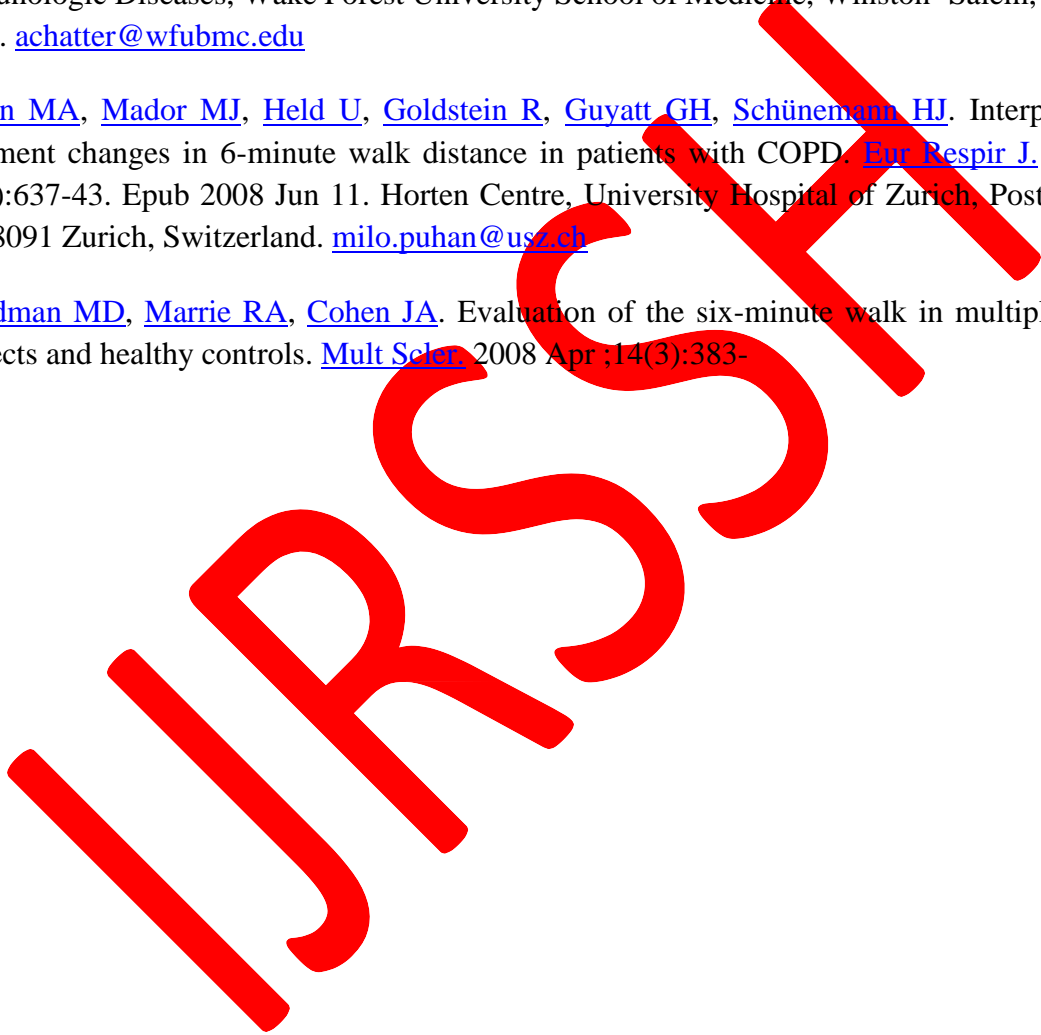 unologic Diseases, Wake Forest University School of Medicine, Winston- Salem,
. achatter@wfubmc.edu
n MA, Mador MJ, Held U, Goldstein R, Guyatt GH, Schünemann HJ. Interp
ment changes in 6-minute walk distance in patients with COPD. Eur Respir J.
):637-43. Epub 2008 Jun 11. Horten Centre, University Hospital of Zurich, Post
8091 Zurich, Switzerland. milo.puhan@usz.ch
dman MD, Marrie RA, Cohen JA. Evaluation of the six-minute walk in multipl
ects and healthy controls. Mult Scler. 2008 Apr ;14(3):383-
IJRSSH